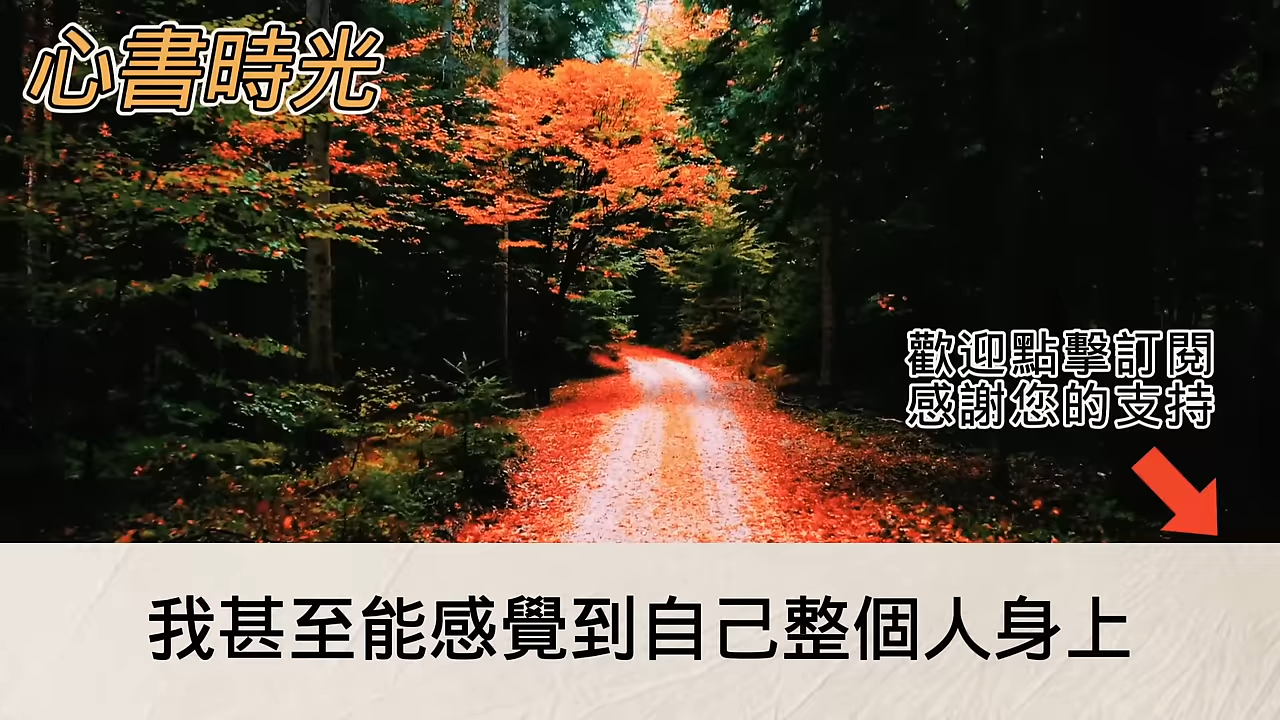 心書時光
歡迎點擊訂閱
感謝您的支持
我甚至能感覺到自己整個人身上